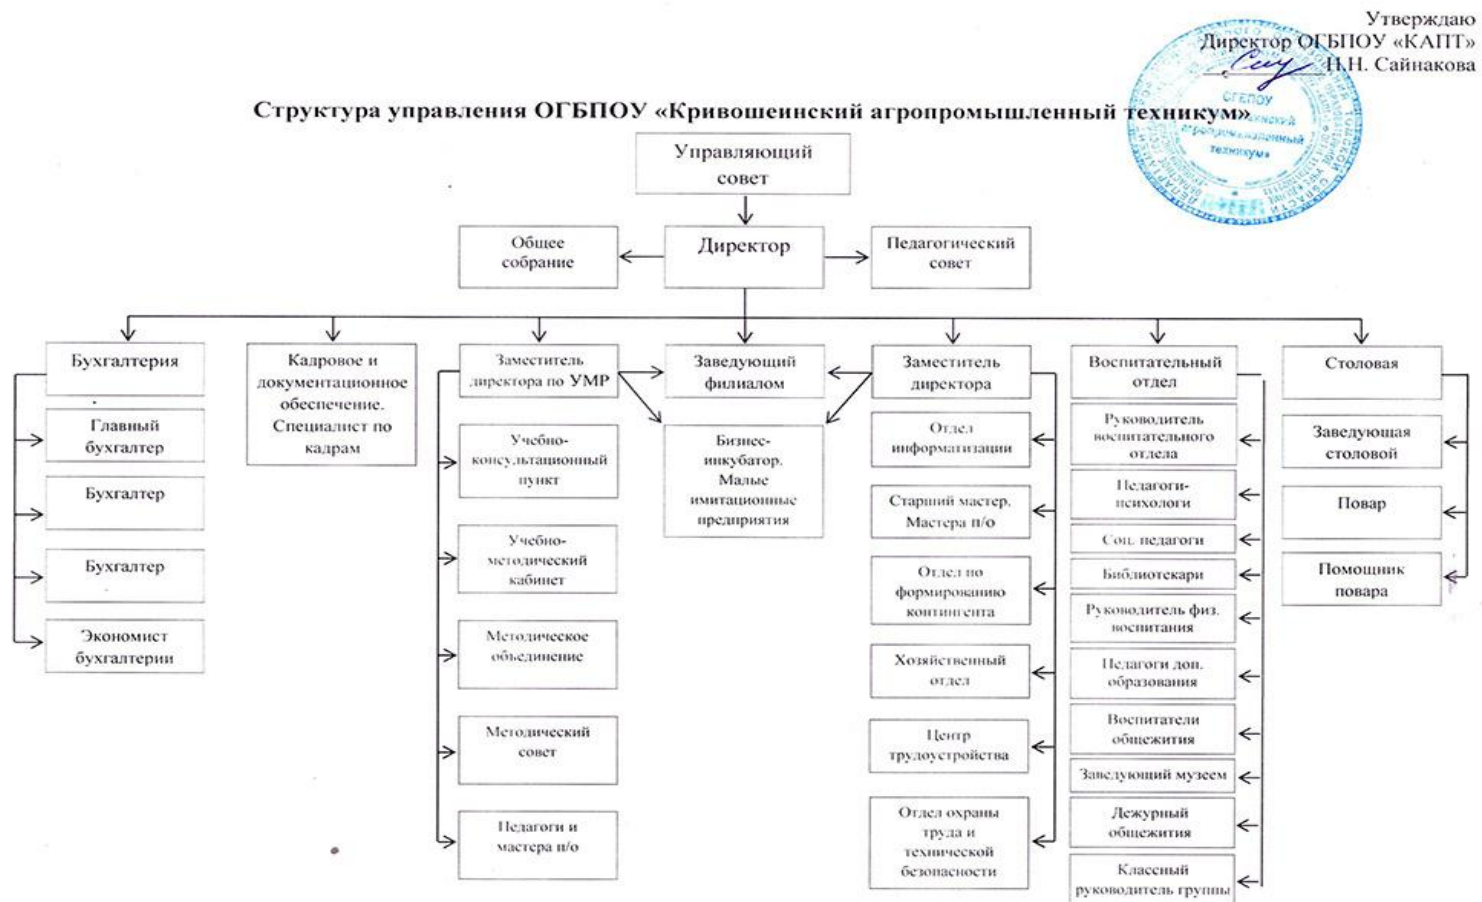 Утверждаю
Директор ОГБПОУ «КАПТ»
Н.Н. Сайнакова
ОГБПОУ
агропромышленный
техникум»
Структура управления ОГБПОУ «Кривошеинский агропромышленный техникум»
Управляющий
совет
Общее
собрание
Директор
Педагогический
совет
Бухгалтерия
Главный
бухгалтер
Бухгалтер
Бухгалтер
Экономист
бухгалтерии
Кадровое и
документационное
обеспечение.
Специалист по
кадрам
Заместитель
директора по УМР
Учебно-
консультационный
пункт
Учебно-
методический
кабинет
Методическое
объединение
Методический
совет
Педагоги и
мастера п/о
Заведующий
филиалом
Бизнес-
инкубатор.
Малые
имитационные
предприятия
Заместитель
директора
Отдел
информатизации
Старший мастер.
Мастера п/о
Отдел по
формированию
контингента
Хозяйственный
отдел
Центр
трудоустройства
Отдел охраны
труда и
технической
безопасности
Воспитательный
отдел
Руководитель
воспитательного
отдела
Педагоги-
психологи
Соц. педагоги
Библиотекари
Руководитель физ.
воспитания
Педагоги доп.
образования
Воспитатели
общежития
Заведующий музеем
Дежурный
общежития
Классный
руководитель группы
Столовая
Заведующая
столовой
Повар
Помощник
повара